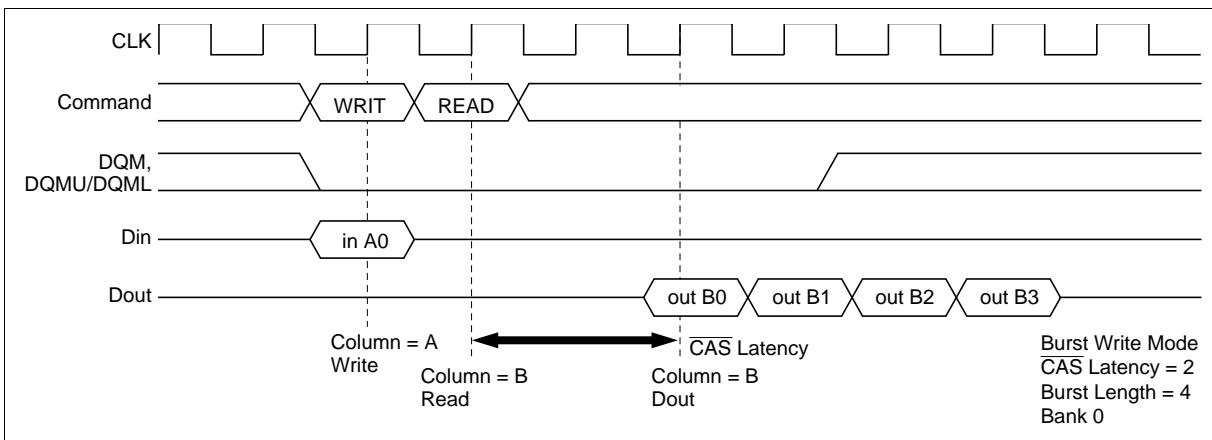 CLK
Command
WRIT
READ
DQM,
DQMU/DQML
Din
in A0
Dout
out B0
out B1
out B2
out B3
Column = A
Write
Column = B
Read
CAS Latency
Column = B
Dout
Burst Write Mode
CAS Latency = 2
Burst Length = 4
Bank 0